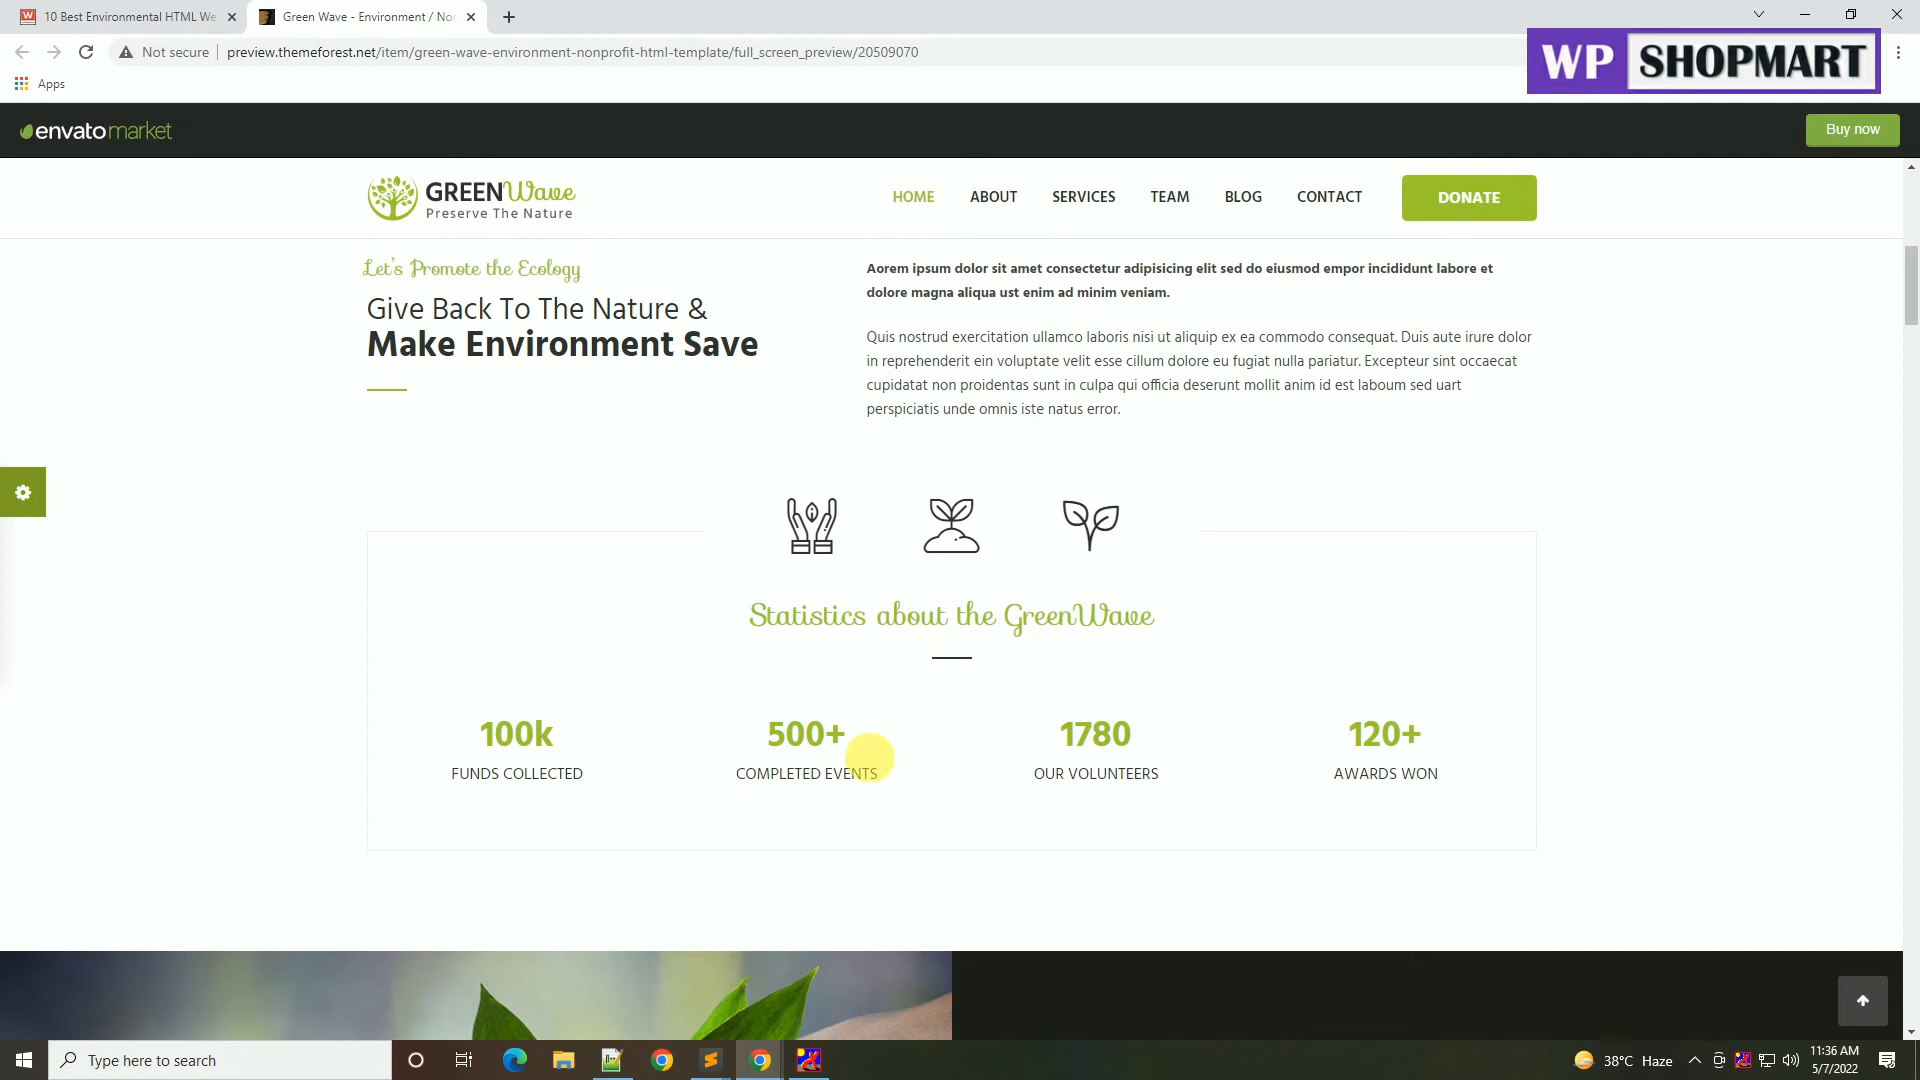 10 Best Environmental HTML We
Green Wave - Environment / Nor
Not secure
preview.themeforest.net/item/green-wave-environment-nonprofit-html-template/full_screen_preview/20509070
WP SHOPMART
Apps
envatomarket
Buy now
GREENWave
Preserve The Nature
HOME
ABOUT
SERVICES
TEAM
BLOG
CONTACT
DONATE
Let's Promote the Ecology
Give Back To The Nature &
Make Environment Save
Aorem ipsum dolor sit amet consectetur adipisicing elit sed do eiusmod empor incididunt labore et
dolore magna aliqua ust enim ad minim veniam.
Quis nostrud exercitation ullamco laboris nisi ut aliquip ex ea commodo consequat. Duis aute irure dolor
in reprehenderit ein voluptate velit esse cillum dolore eu fugiat nulla pariatur. Excepteur sint occaecat
cupidatat non proidentas sunt in culpa qui officia deserunt mollit anim id est laboum sed uart
perspiciatis unde omnis iste natus error.
Statistics about the GreenWave
100k
FUNDS COLLECTED
500+
COMPLETED EVENTS
1780
OUR VOLUNTEERS
120+
AWARDS WON
Type here to search
38°C Haze
11:36 AM
5/7/2022